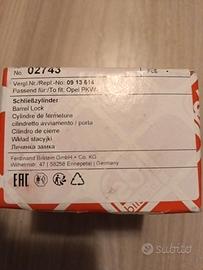 No. 02743
1 PCE
Vergl.Nr./Repl.-No: 09 13 614
Passend für/To fit: Opel PKW
Schließzylinder
Barrel Lock
Cylindre de fermeture
cilindretto avviamento / porta
Cilindro de cierre
Wkład stacyjki
Личинка замка
Ferdinand Bilstein GmbH + Co. KG
Wilhelmstr. 47 | 58256 Ennepetal | Germany
EAC
subito